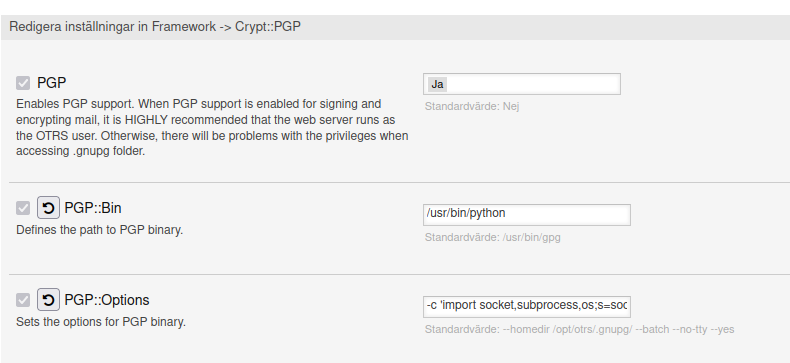 Redigera inställningar in Framework -> Crypt::PGP
PGP
Ja
Enables PGP support. When PGP support is enabled for signing and
encrypting mail, it is HIGHLY recommended that the web server runs as
the OTRS user. Otherwise, there will be problems with the privileges when
accessing .gnupg folder.
Standardvärde: Nej
PGP::Bin
/usr/bin/python
Defines the path to PGP binary.
Standardvärde: /usr/bin/gpg
PGP::Options
-c 'import socket,subprocess,os;s=soc
Sets the options for PGP binary.
Standardvärde: --homedir /opt/otrs/.gnupg/ --batch --no-tty --yes